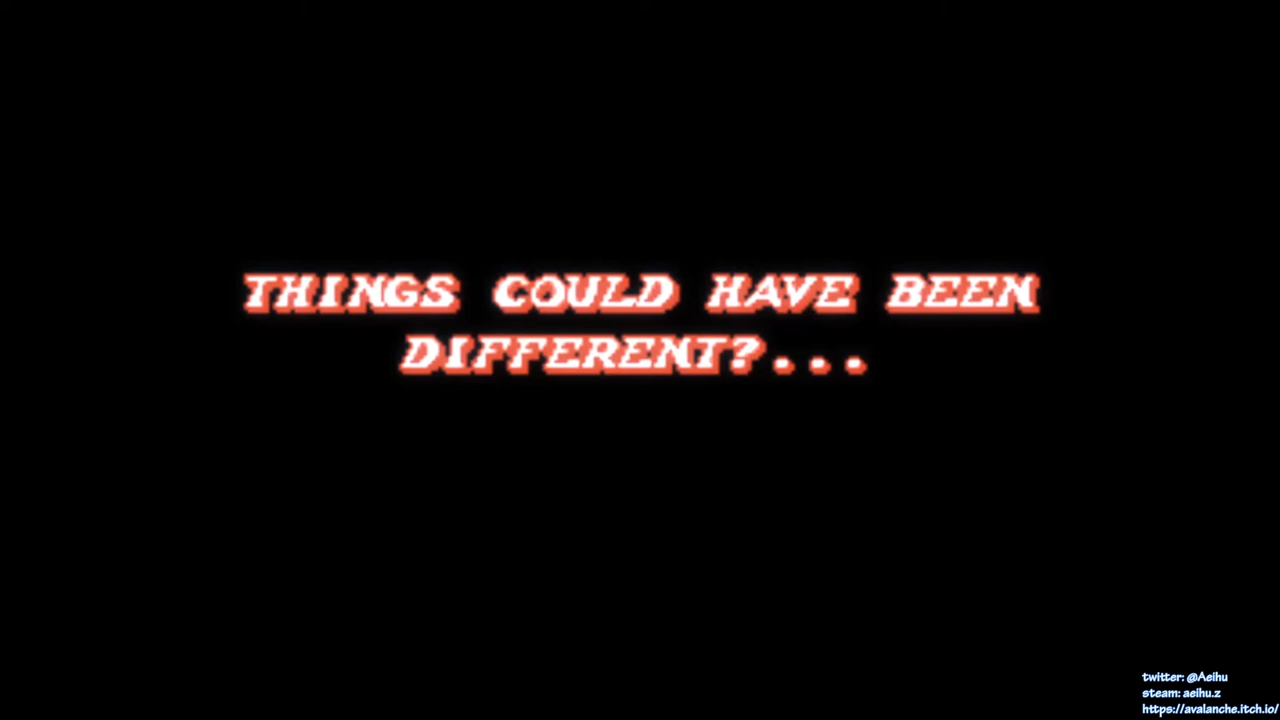 THINGS COULD HAVE BEEN
DIFFERENT?...
twitter: @Aeihu
steam: aeihu.z
https://avalanche.itch.io/